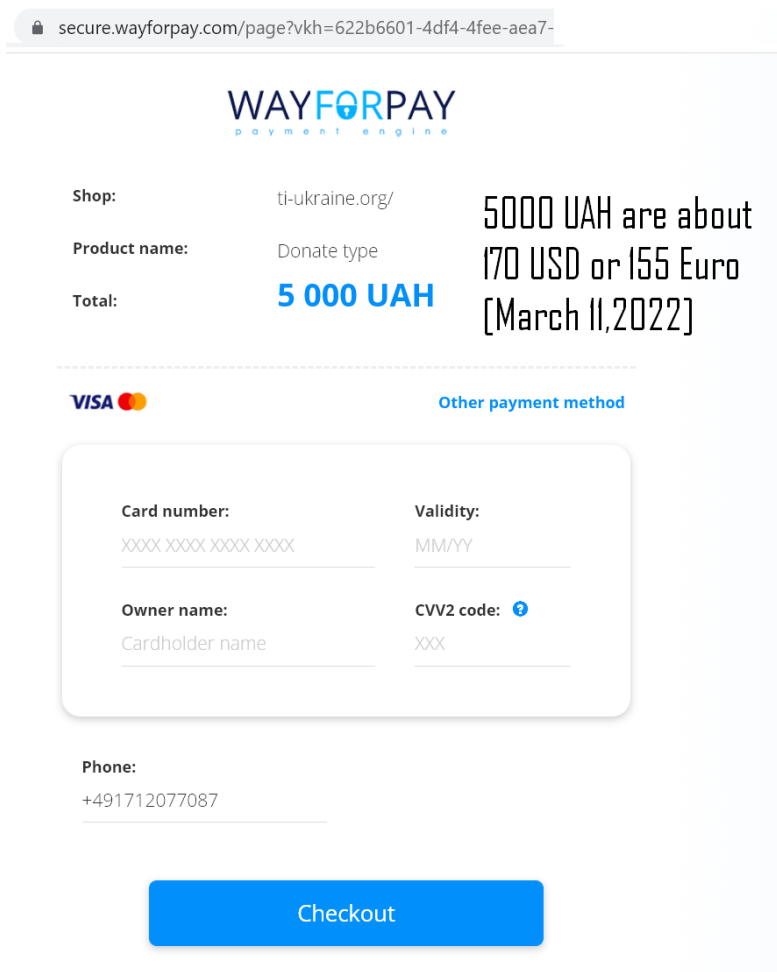 secure.wayforpay.com/page?vkh=622b6601-4df4-4fee-aea7-
WAYFORPAY
payment engine
Shop: ti-ukraine.org/
Product name: Donate type
Total: 5 000 UAH
5000 UAH are about
170 USD or 155 Euro
[March 11,2022]
VISA
Other payment method
Card number: Validity:
XXXX XXXX XXXX XXXX MM/YY
Owner name: CVV2 code: ?
Cardholder name XXX
Phone:
+491712077087
Checkout